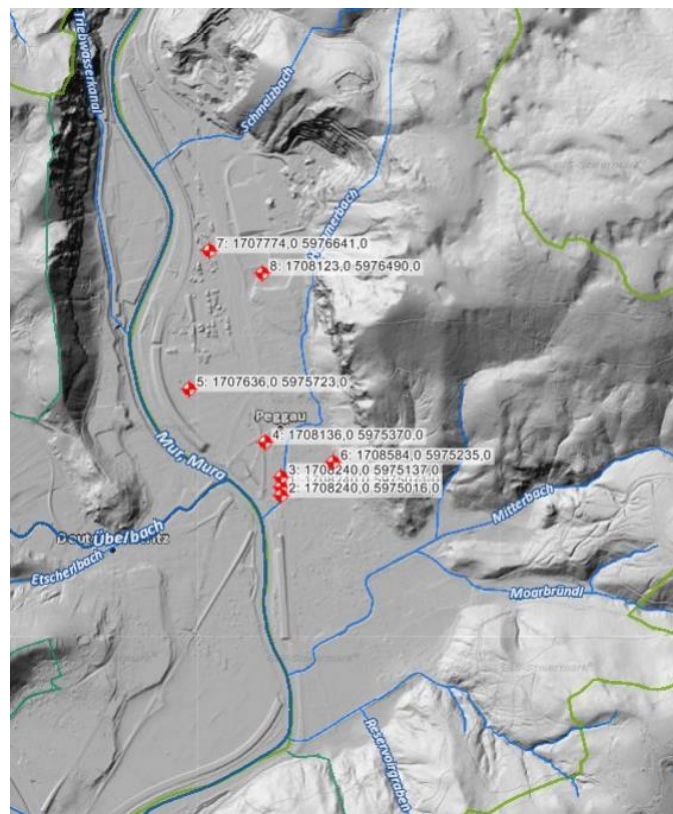 Triebwasserkanal
Schmelzbach
7: 1707774,0 5976641,0
8: 1708123,0 5976490,0
5: 1707636,0 5975723,0
Peggau
4: 1708136,0 5975370,0
6: 1708584,0 5975235,0
3: 1708240,0 5975137,0
2: 1708240,0 5975016,0
Mur, Mura
Mitterbach
Übelbach
Etscherlbach
Moarbründl
Reservoirgraben